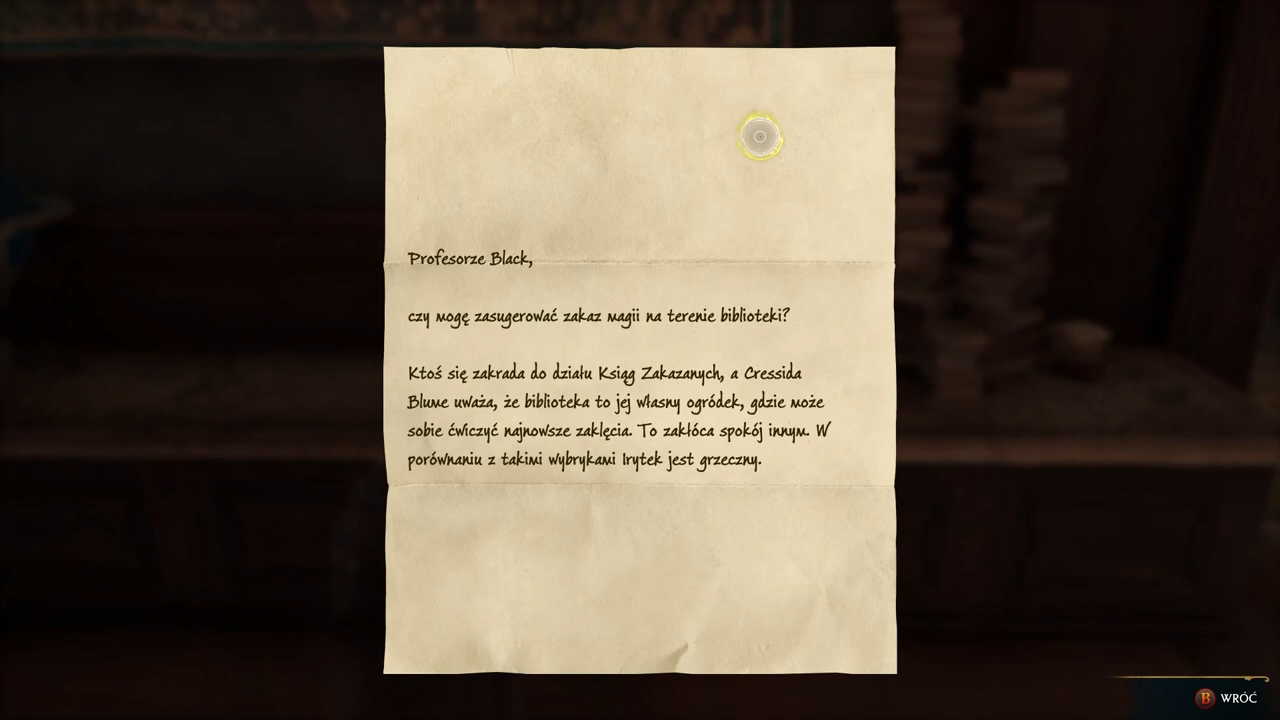 Profesorze Black,
czy mogę zasugerować zakaz magii na terenie biblioteki?
Ktoś się zakrada do działu Ksiąg Zakazanych, a Cressida
Blume uważa, że biblioteka to jej własny ogródek, gdzie może
sobie ćwiczyć najnowsze zaklęcia. To zakłóca spokój innym. W
porównaniu z takimi wybrykami Irytek jest grzeczny.
B WRÓĆ